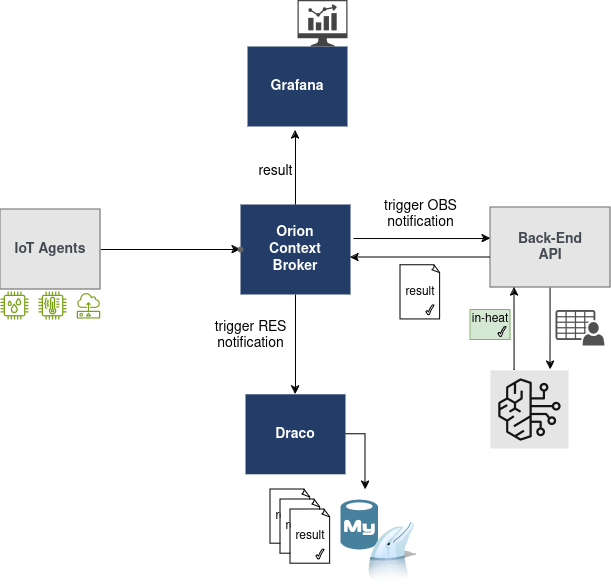 Grafana
result
trigger OBS
notification
IoT Agents
Orion
Context
Broker
Back-End
API
result
in-heat
trigger RES
notification
Draco
r
r
result
My